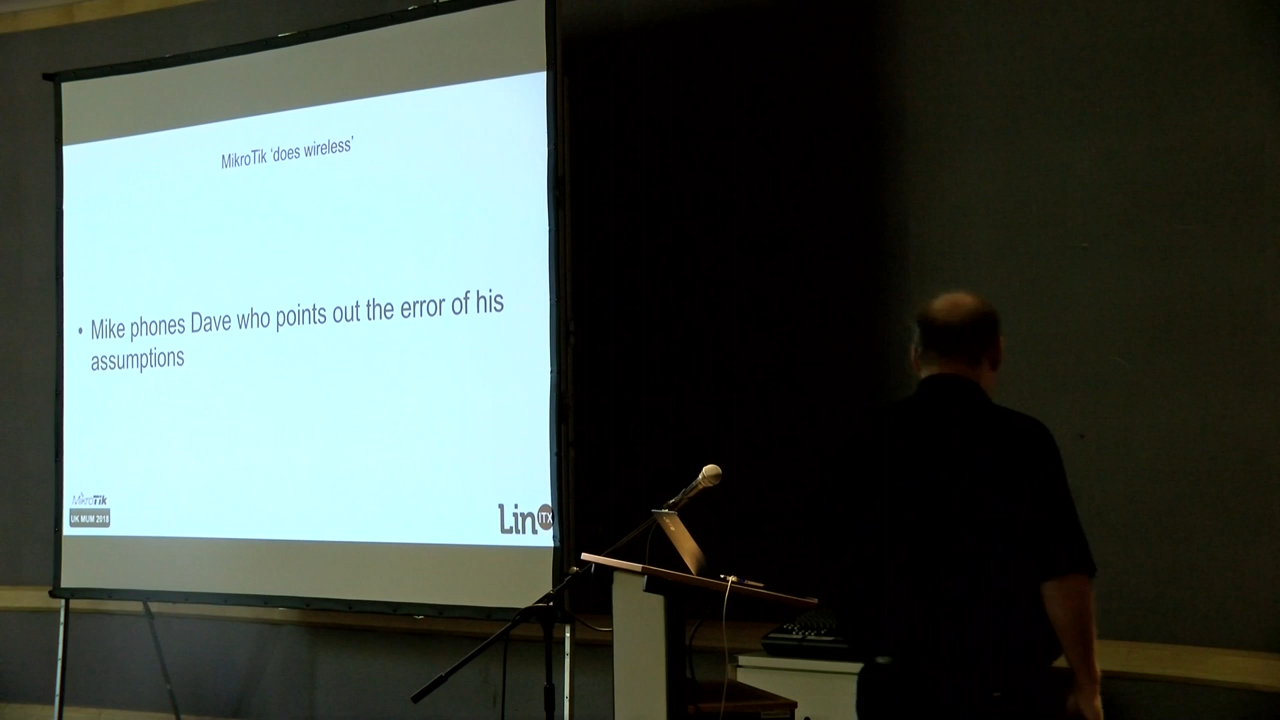 MikroTik 'does wireless'
• Mike phones Dave who points out the error of his
assumptions
MikroTik
UK MUM 2018
Lin ITX